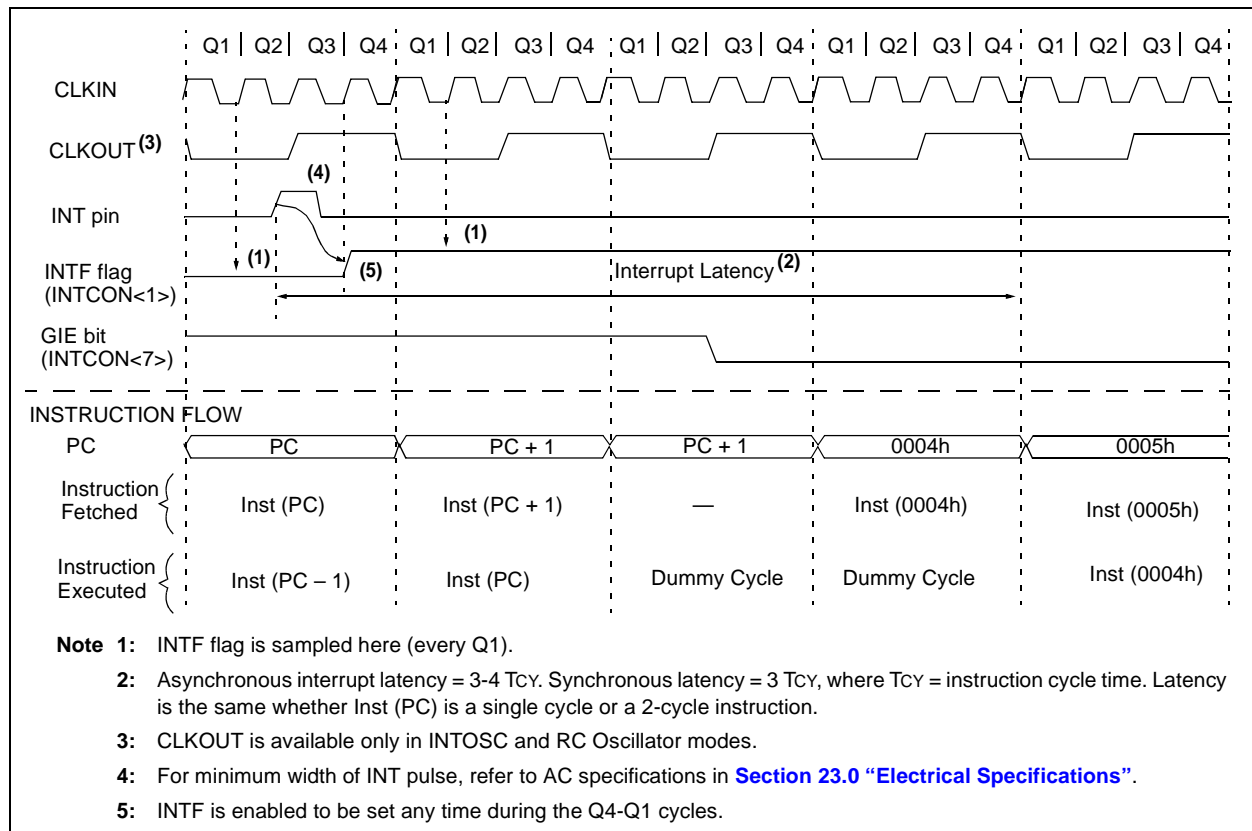 Q1 Q2 Q3 Q4 Q1 Q2 Q3 Q4 Q1 Q2 Q3 Q4 Q1 Q2 Q3 Q4 Q1 Q2 Q3 Q4
CLKIN
CLKOUT (3)
(4)
INT pin
(1)
(1)
INTF flag
(INTCON<1>)
(5)
Interrupt Latency (2)
GIE bit
(INTCON<7>)
INSTRUCTION FLOW
PC PC PC + 1 PC + 1 0004h 0005h
Instruction
Fetched
Inst (PC) Inst (PC + 1) — Inst (0004h) Inst (0005h)
Instruction
Executed
Inst (PC – 1) Inst (PC) Dummy Cycle Dummy Cycle Inst (0004h)
Note 1: INTF flag is sampled here (every Q1).
2: Asynchronous interrupt latency = 3-4 TCY. Synchronous latency = 3 TCY, where TCY = instruction cycle time. Latency
is the same whether Inst (PC) is a single cycle or a 2-cycle instruction.
3: CLKOUT is available only in INTOSC and RC Oscillator modes.
4: For minimum width of INT pulse, refer to AC specifications in Section 23.0 “Electrical Specifications”.
5: INTF is enabled to be set any time during the Q4-Q1 cycles.